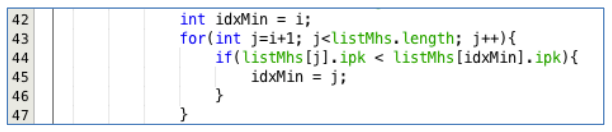 42 int idxMin = i;
43 for(int j=i+1; j<listMhs.length; j++){
44 if(listMhs[j].ipk < listMhs[idxMin].ipk){
45 idxMin = j;
46 }
47 }